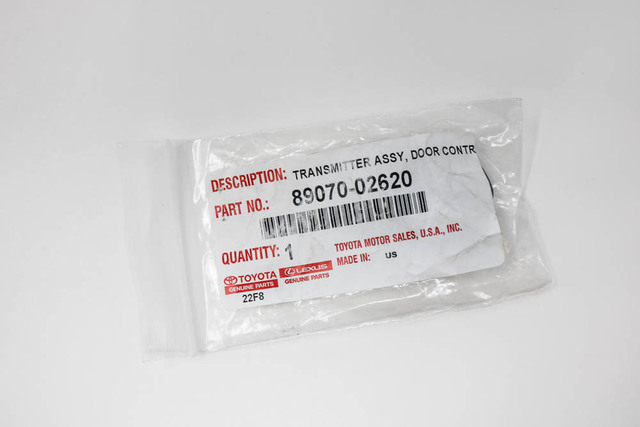 DESCRIPTION: TRANSMITTER ASSY, DOOR CONTR
PART NO.: 89070-02620
QUANTITY: 1
TOYOTA MOTOR SALES, U.S.A., INC.
MADE IN: US
TOYOTA
GENUINE PARTS
LEXUS
GENUINE PARTS
22F8